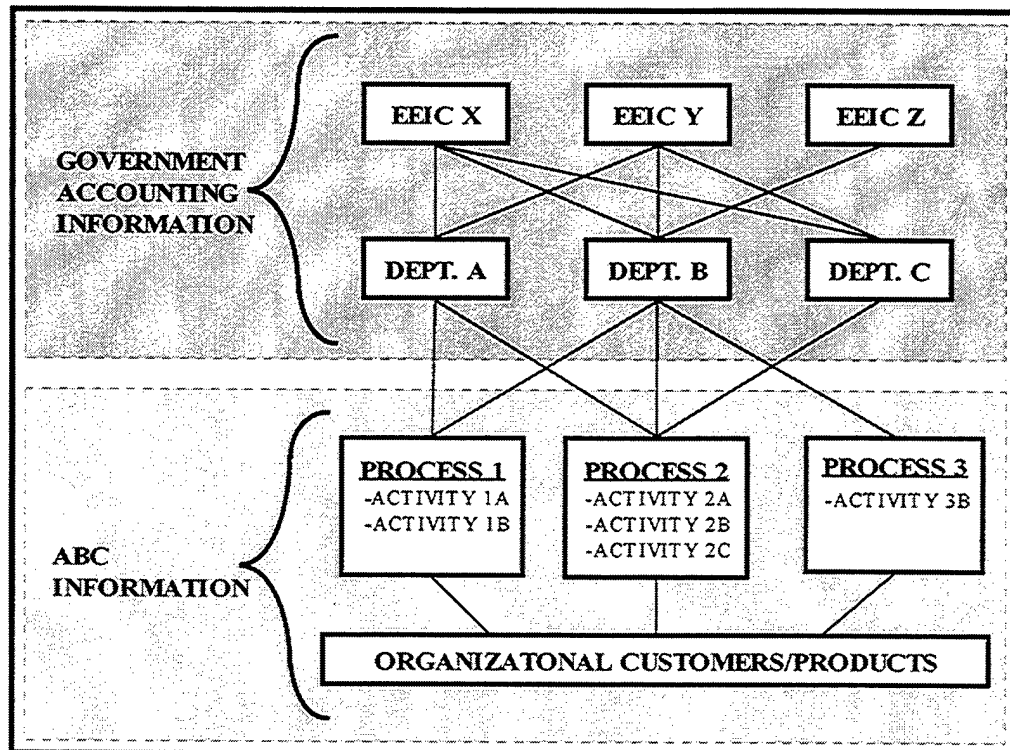 EEIC X
EEIC Y
EEIC Z
GOVERNMENT
ACCOUNTING
INFORMATION
DEPT. A
DEPT. B
DEPT. C
PROCESS 1
-ACTIVITY 1A
-ACTIVITY 1B
PROCESS 2
-ACTIVITY 2A
-ACTIVITY 2B
-ACTIVITY 2C
PROCESS 3
-ACTIVITY 3B
ABC
INFORMATION
ORGANIZATONAL CUSTOMERS/PRODUCTS